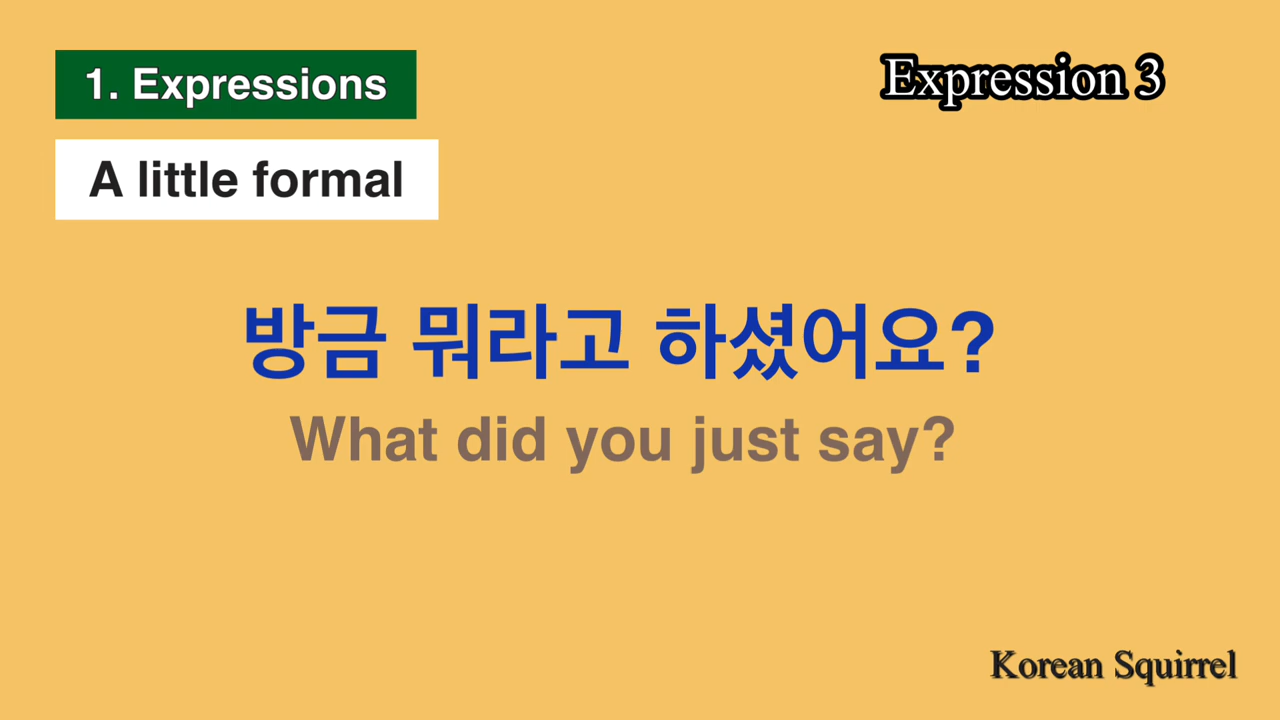 1. Expressions
Expression 3
A little formal
방금 뭐라고 하셨어요?
What did you just say?
Korean Squirrel